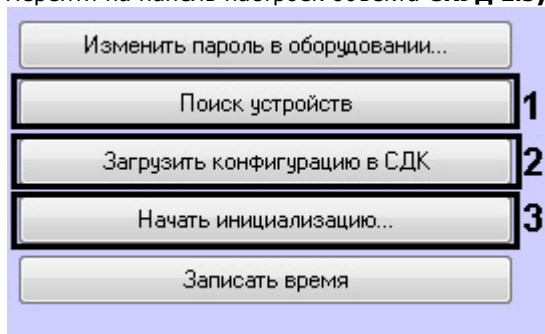 Изменить пароль в оборудовании...
Поиск устройств
1
Загрузить конфигурацию в СДК
2
Начать инициализацию...
3
Записать время